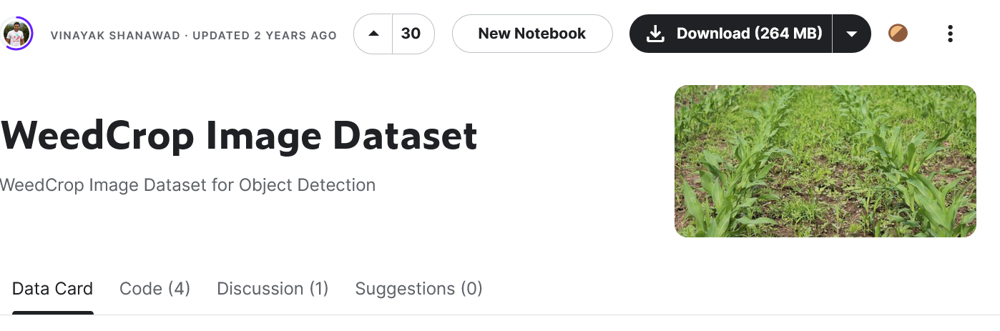 VINAYAK SHANAWAD · UPDATED 2 YEARS AGO
30
New Notebook
Download (264 MB)
WeedCrop Image Dataset
WeedCrop Image Dataset for Object Detection
Data Card
Code (4)
Discussion (1)
Suggestions (0)